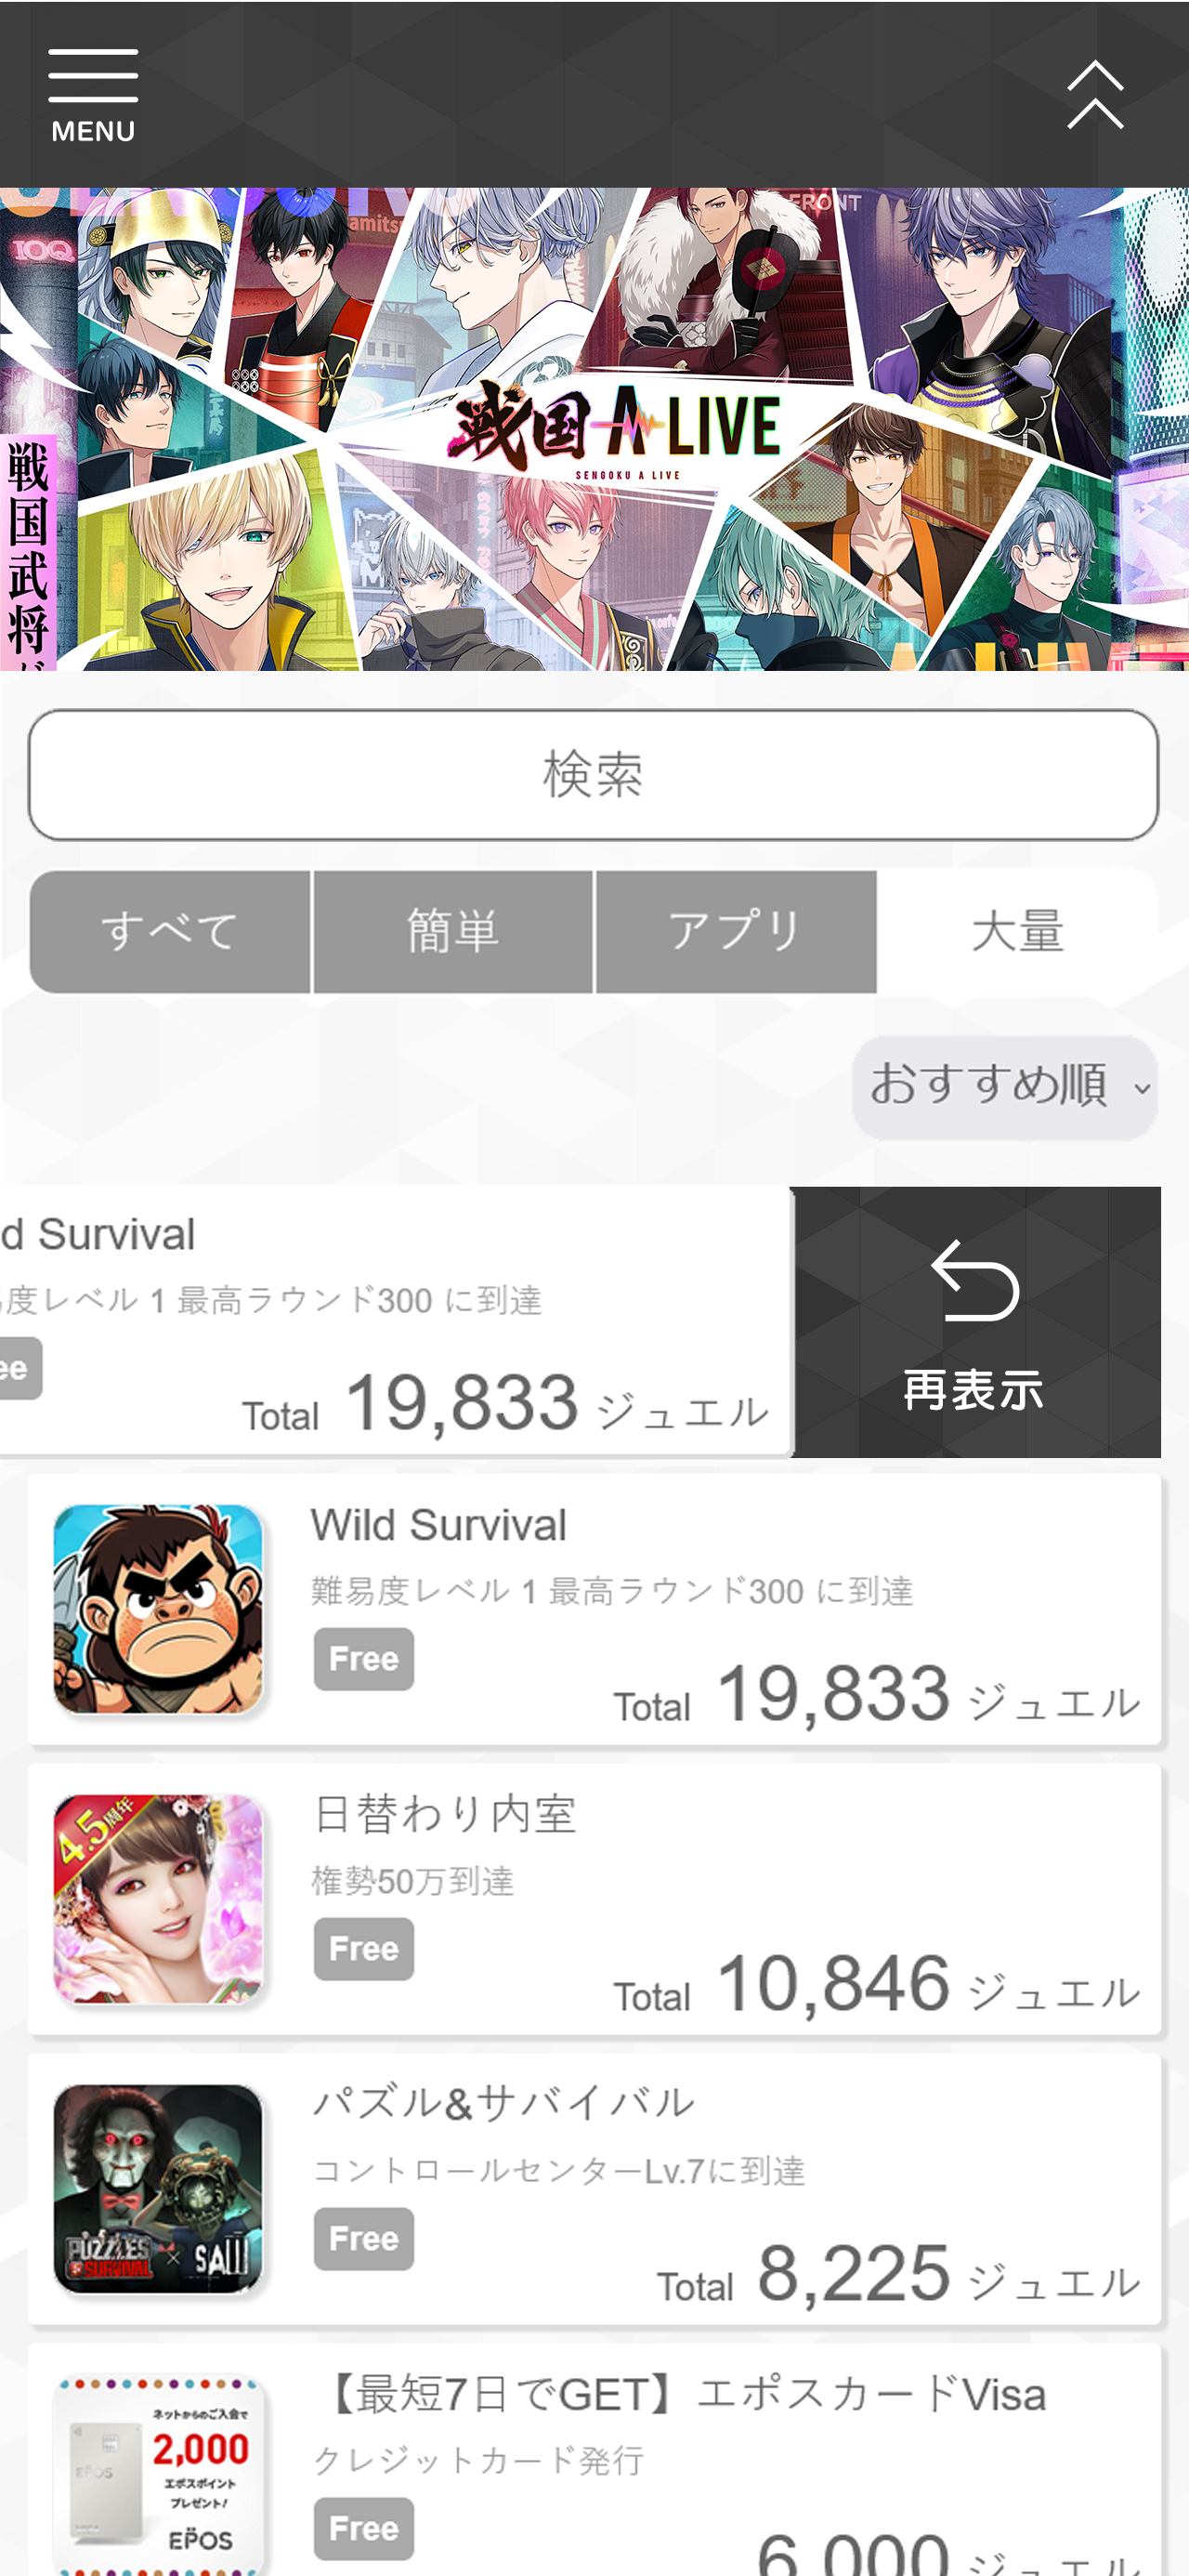 MENU
IOQ
FRONT
戦国 A LIVE
SENGOKU A LIVE
戦国武将が
検索
すべて
簡単
アプリ
大量
おすすめ順
d Survival
度レベル 1 最高ラウンド300 に到達
ee
Total 19,833 ジュエル
再表示
Wild Survival
難易度レベル 1 最高ラウンド300 に到達
Free
Total 19,833 ジュエル
4.5周年
日替わり内室
権勢50万到達
Free
Total 10,846 ジュエル
パズル&サバイバル
コントロールセンターLv.7に到達
Free
PUZZLES & SURVIVAL × SAW
Total 8,225 ジュエル
【最短7日でGET】エポスカードVisa
クレジットカード発行
Free
ネットからのご入会で
2,000
エポスポイント
プレゼント!
EPOS
EPOS
6,000 ジュエル